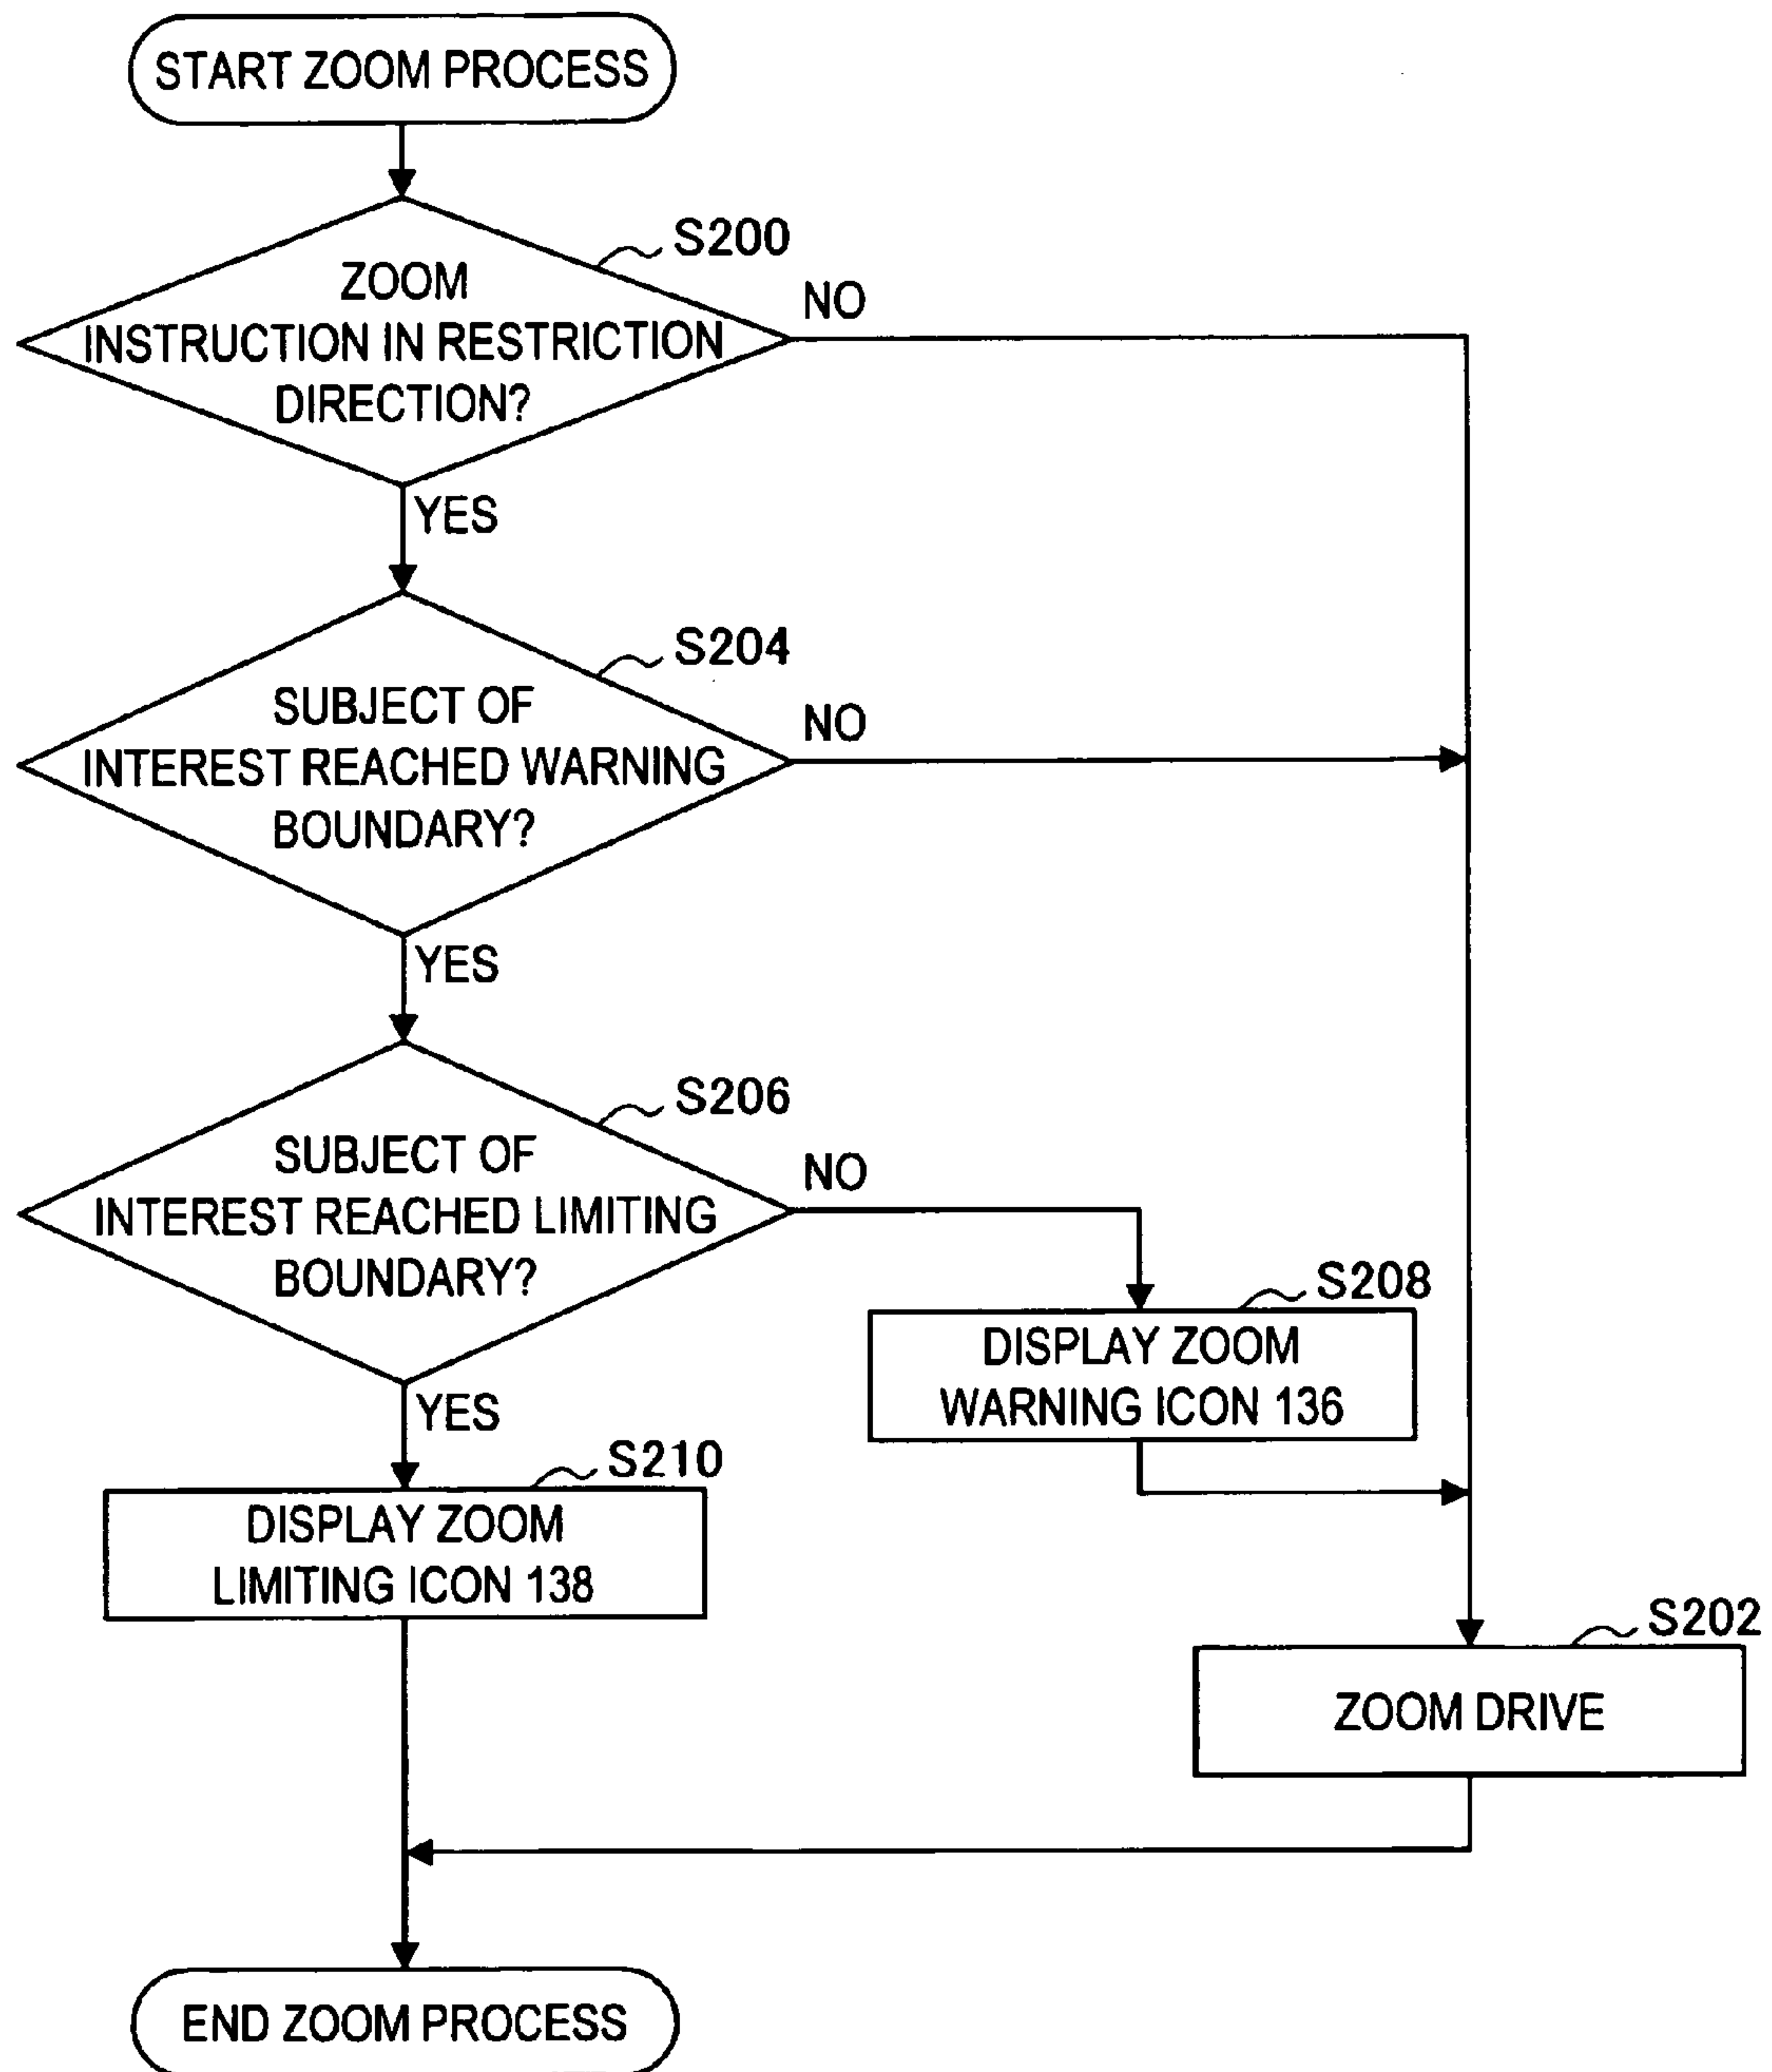 START ZOOM PROCESS
S200
ZOOM
INSTRUCTION IN RESTRICTION
DIRECTION?
NO
YES
S204
SUBJECT OF
INTEREST REACHED WARNING
BOUNDARY?
NO
YES
S206
SUBJECT OF
INTEREST REACHED LIMITING
BOUNDARY?
NO
YES
S208
DISPLAY ZOOM
WARNING ICON 136
S210
DISPLAY ZOOM
LIMITING ICON 138
S202
ZOOM DRIVE
END ZOOM PROCESS